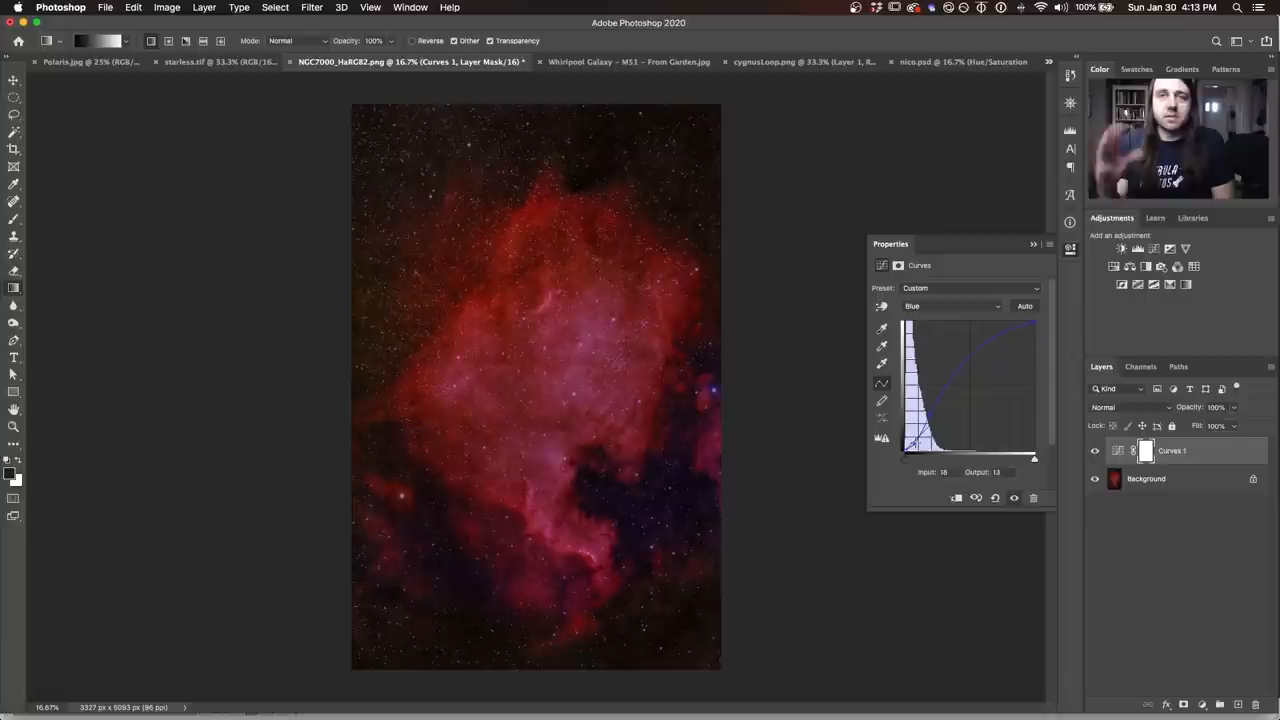 Photoshop File Edit Image Layer Type Select Filter 3D View Window Help 100% Sun Jan 30 4:13 PM
Adobe Photoshop 2020
Mode: Normal Opacity: 100% Reverse Dither Transparency
Polaris.jpg @ 25% (RGB/... starless.tif @ 33.3% (RGB/16... NGC7000_HaRG82.png @ 16.7% (Curves 1, Layer Mask/16) * Whirlpool Galaxy – M51 – From Garden.jpg cygnusLoop.png @ 33.3% (Layer 1, R... nico.psd @ 16.7% (Hue/Saturation
Color Swatches Gradients Patterns
Adjustments Learn Libraries
Add an adjustment
Properties
Curves
Preset: Custom
Blue Auto
Input: 18 Output: 13
Layers Channels Paths
Kind
Normal Opacity: 100%
Lock: Fill: 100%
Curves 1
Background
16.67% 3327 px x 5093 px (96 ppi)